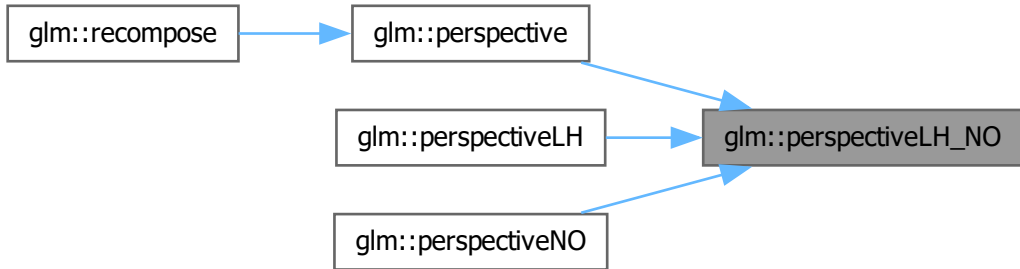 glm::recompose
glm::perspective
glm::perspectiveLH
glm::perspectiveLH_NO
glm::perspectiveNO